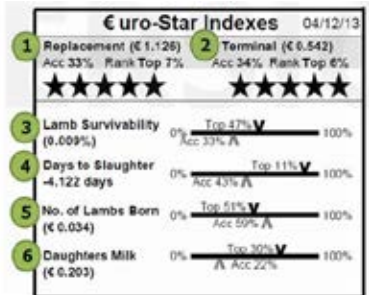 €uro-Star Indexes 04/12/13
1 Replacement (€ 1.126) 2 Terminal (€ 0.542)
Acc 33% Rank Top 7% Acc 34% Rank Top 6%
3 Lamb Survivability
(0.009%)
0% Top 47% 100%
Acc 33%
4 Days to Slaughter
-4.122 days
0% Top 11% 100%
Acc 43%
5 No. of Lambs Born
(€ 0.034)
0% Top 51% 100%
Acc 59%
6 Daughters Milk
(€ 0.203)
0% Top 30% 100%
Acc 22%